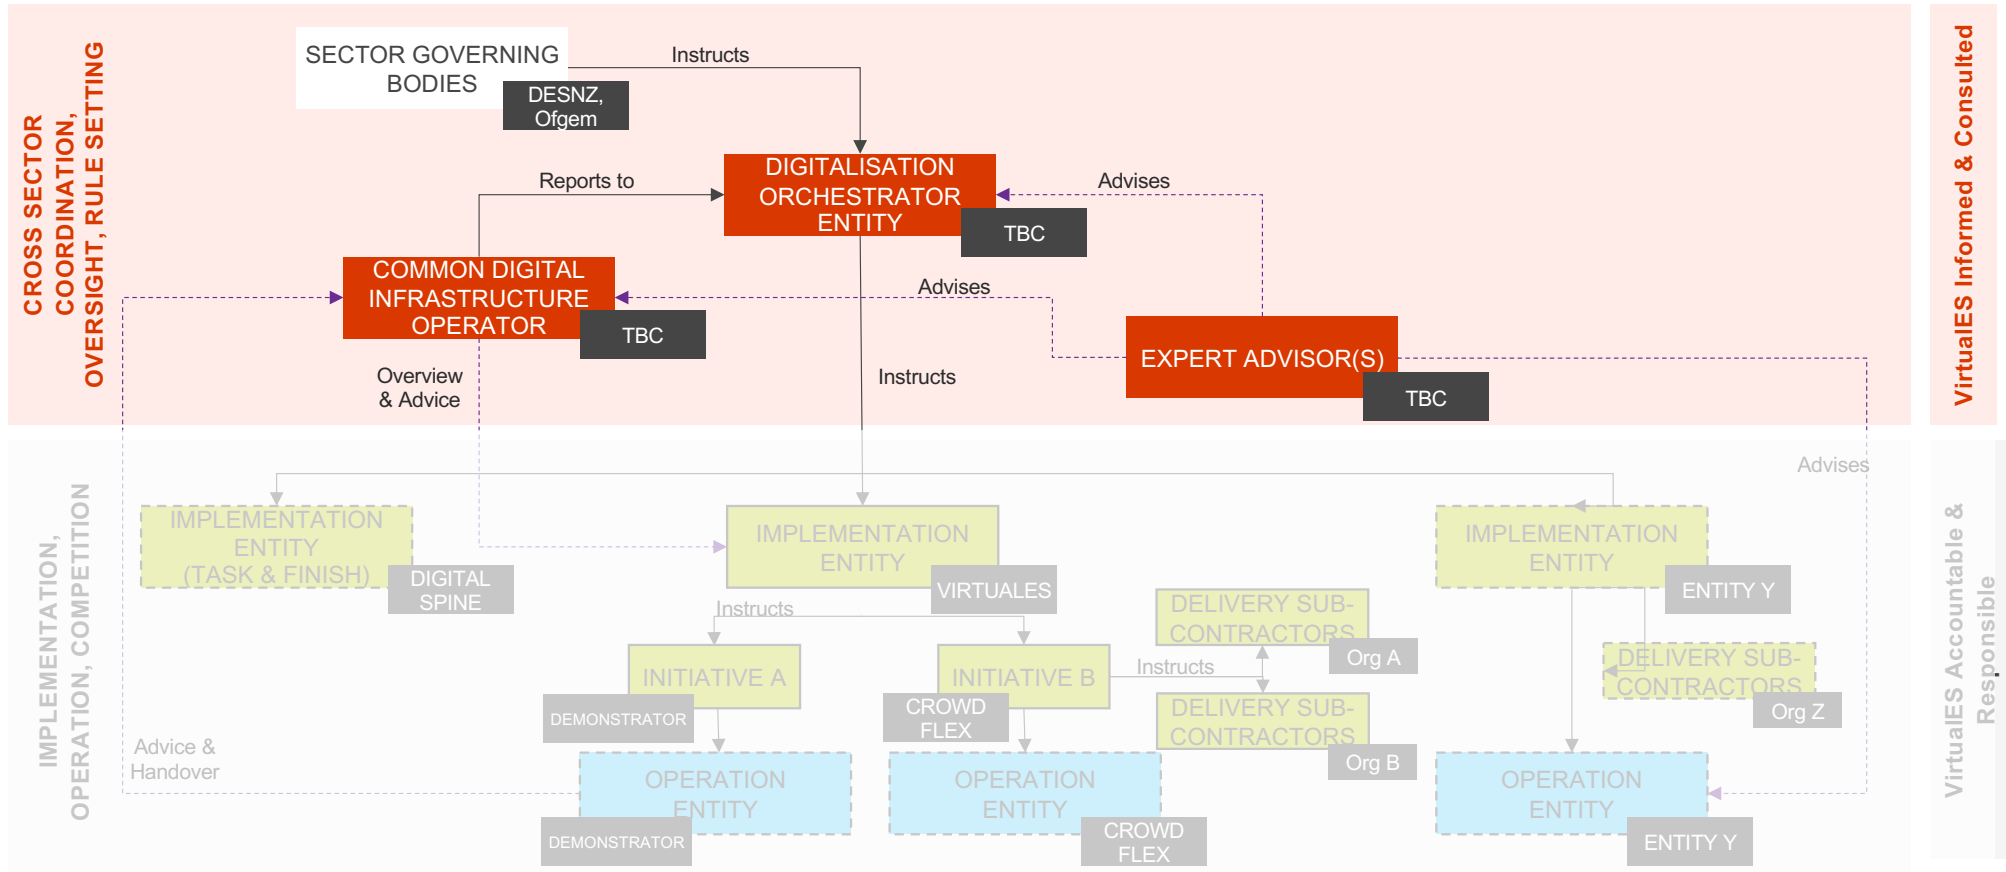 CROSS SECTOR
COORDINATION,
OVERSIGHT, RULE SETTING
SECTOR GOVERNING
BODIES
DESNZ,
Ofgem
Instructs
DIGITALISATION
ORCHESTRATOR
ENTITY
TBC
Reports to
Advises
COMMON DIGITAL
INFRASTRUCTURE
OPERATOR
TBC
Advises
EXPERT ADVISOR(S)
TBC
Overview
& Advice
Instructs
VirtualES Informed & Consulted
IMPLEMENTATION,
OPERATION, COMPETITION
Advises
IMPLEMENTATION
ENTITY
(TASK & FINISH)
DIGITAL
SPINE
IMPLEMENTATION
ENTITY
VIRTUALES
IMPLEMENTATION
ENTITY
ENTITY Y
Instructs
INITIATIVE A
DEMONSTRATOR
INITIATIVE B
CROWD
FLEX
Instructs
DELIVERY SUB-
CONTRACTORS
Org A
DELIVERY SUB-
CONTRACTORS
Org B
DELIVERY SUB-
CONTRACTORS
Org Z
Advice &
Handover
OPERATION
ENTITY
DEMONSTRATOR
OPERATION
ENTITY
CROWD
FLEX
OPERATION
ENTITY
ENTITY Y
VirtualES Accountable &
Responsible